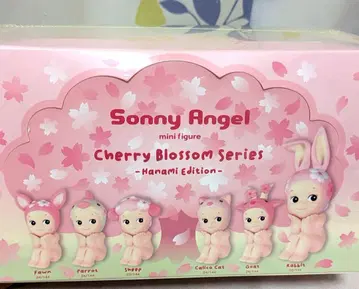 Sonny Angel
mini figure
Cherry Blossom Series
- Hanami Edition -
Fawn
Parrot
Sheep
Calico Cat
Goat
Rabbit